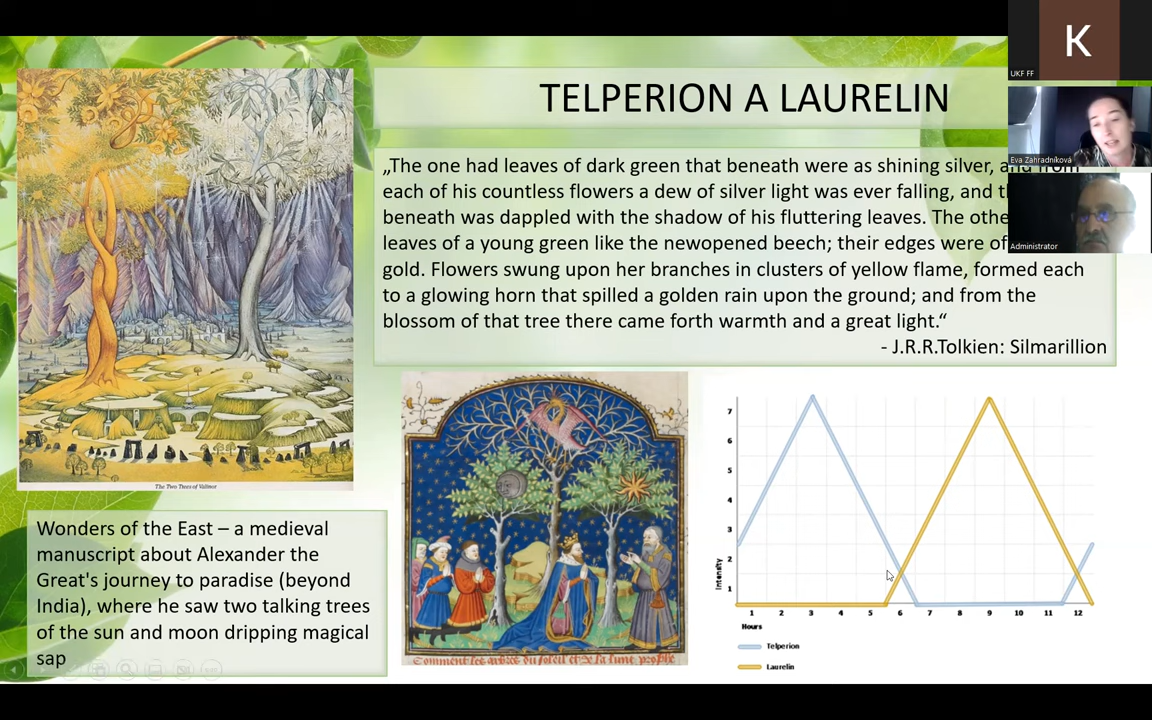 TELPERION A LAURELIN
„The one had leaves of dark green that beneath were as shining silver, and from
each of his countless flowers a dew of silver light was ever falling, and
beneath was dappled with the shadow of his fluttering leaves. The
leaves of a young green like the newopened beech; their edges were of
gold. Flowers swung upon her branches in clusters of yellow flame, formed each
to a glowing horn that spilled a golden rain upon the ground; and from the
blossom of that tree there came forth warmth and a great light.“
- J.R.R.Tolkien: Silmarillion
The Two Trees of Valinor
Wonders of the East – a medieval
manuscript about Alexander the
Great's journey to paradise (beyond
India), where he saw two talking trees
of the sun and moon dripping magical
sap
Comment les arbres du soleil et de la lune
7
6
5
4
3
2
1
Intensity
1 2 3 4 5 6 7 8 9 10 11 12
Hours
Telperion
Laurelin
K
UKF FF
Eva Zahradníková
Administrator